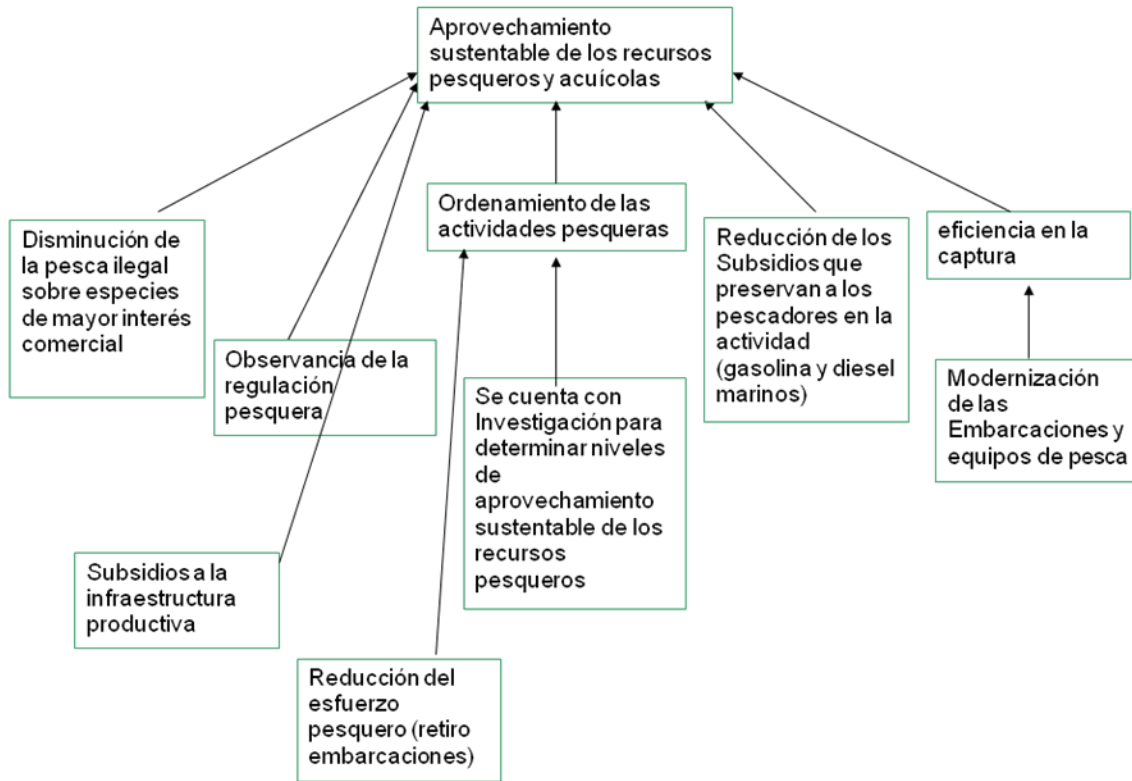 Aprovechamiento
sustentable de los recursos
pesqueros y acuícolas
Disminución de
la pesca ilegal
sobre especies
de mayor interés
comercial
Observancia de la
regulación
pesquera
Subsidios a la
infraestructura
productiva
Ordenamiento de las
actividades pesqueras
Reducción del
esfuerzo
pesquero (retiro
embarcaciones)
Se cuenta con
Investigación para
determinar niveles
de
aprovechamiento
sustentable de los
recursos
pesqueros
Reducción de los
Subsidios que
preservan a los
pescadores en la
actividad
(gasolina y diesel
marinos)
eficiencia en la
captura
Modernización
de las
Embarcaciones y
equipos de pesca